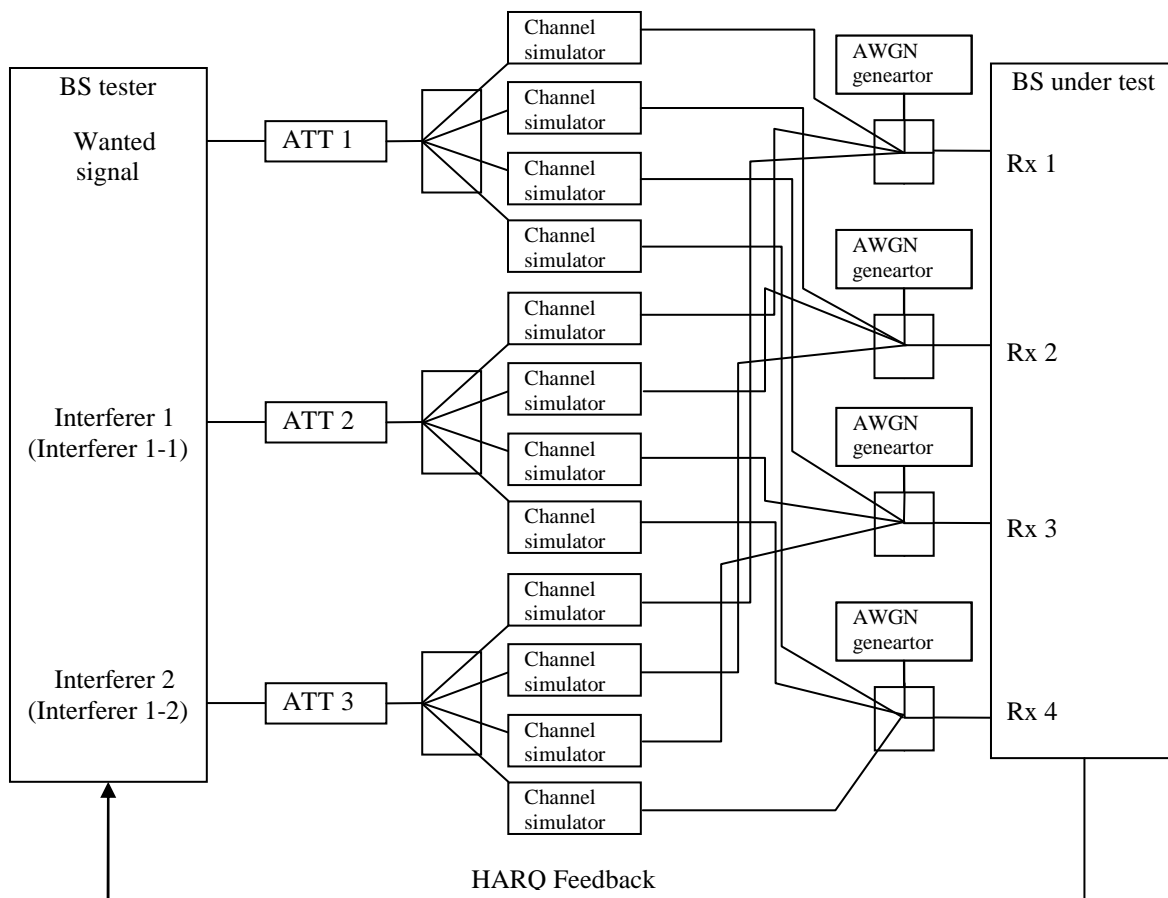 BS tester
Wanted
signal
Interferer 1
(Interferer 1-1)
Interferer 2
(Interferer 1-2)
ATT 1
ATT 2
ATT 3
Channel
simulator
Channel
simulator
Channel
simulator
Channel
simulator
Channel
simulator
Channel
simulator
Channel
simulator
Channel
simulator
Channel
simulator
Channel
simulator
Channel
simulator
Channel
simulator
AWGN
geneartor
AWGN
geneartor
AWGN
geneartor
AWGN
geneartor
BS under test
Rx 1
Rx 2
Rx 3
Rx 4
HARQ Feedback